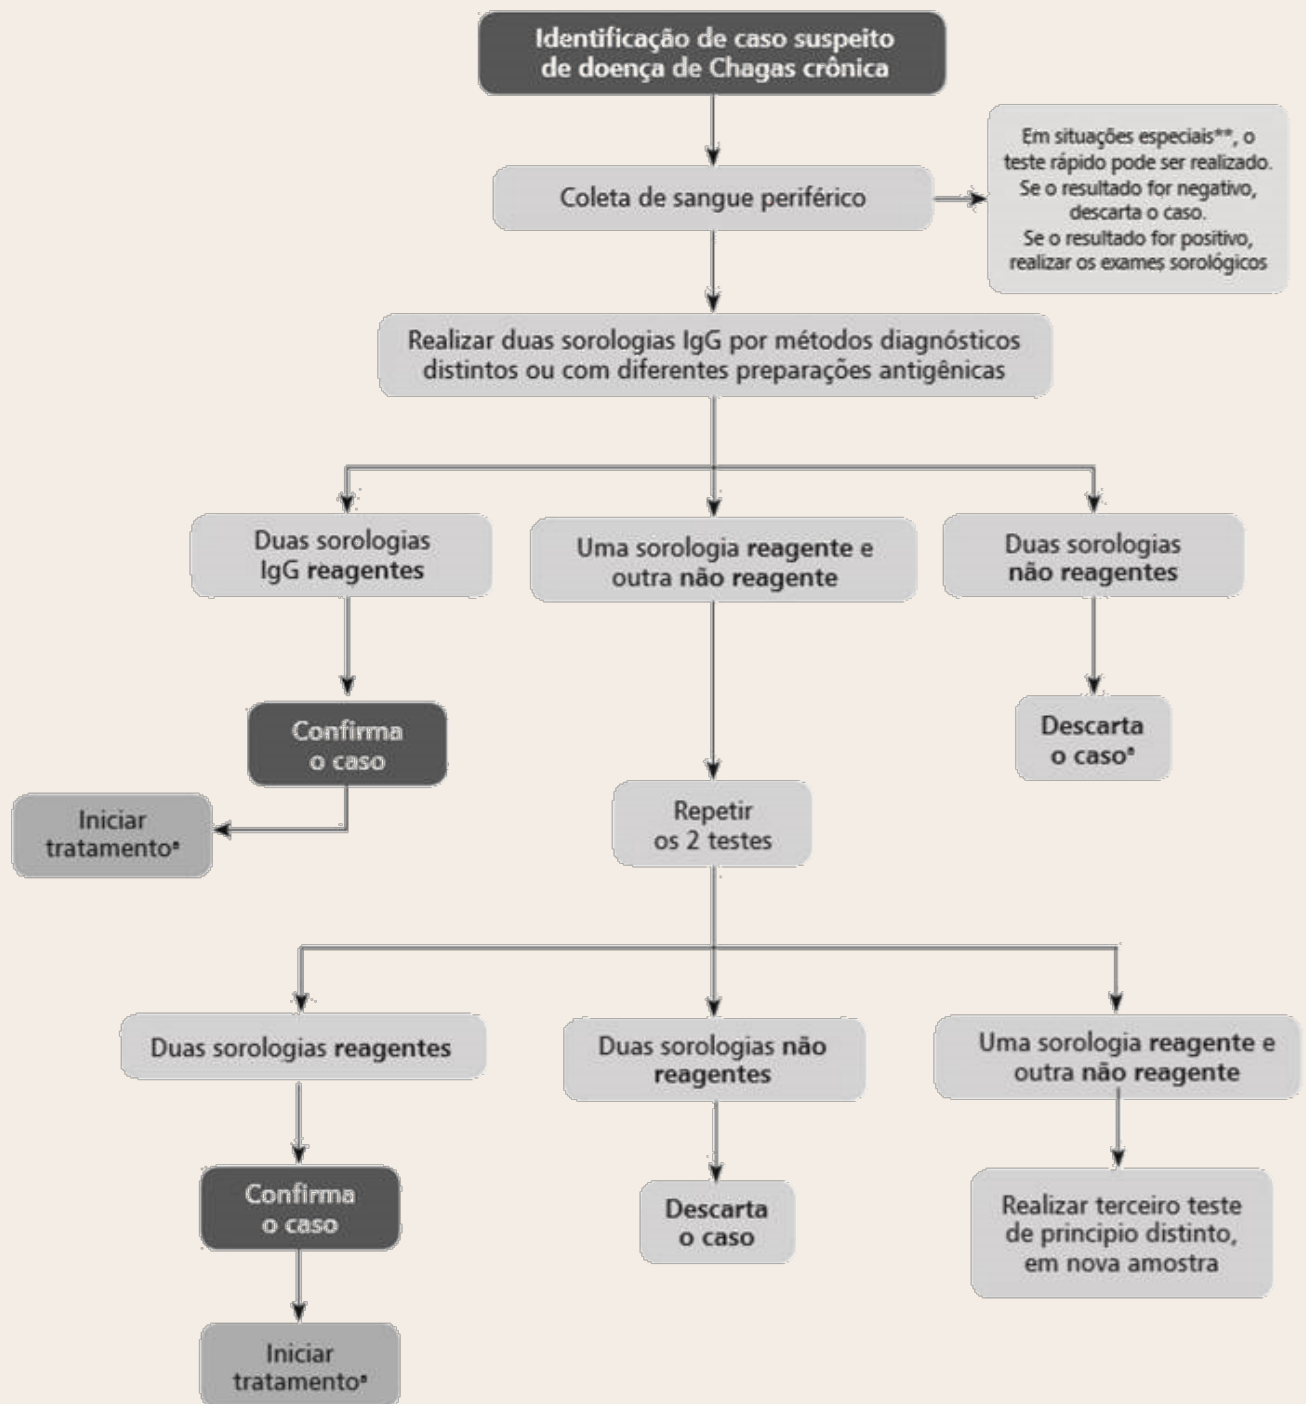 Identificação de caso suspeito
de doença de Chagas crônica
Coleta de sangue periférico
Em situações especiais**, o
teste rápido pode ser realizado.
Se o resultado for negativo,
descarta o caso.
Se o resultado for positivo,
realizar os exames sorológicos
Realizar duas sorologias IgG por métodos diagnósticos
distintos ou com diferentes preparações antigênicas
Duas sorologias
IgG reagentes
Uma sorologia reagente e
outra não reagente
Duas sorologias
não reagentes
Confirma
o caso
Descarta
o casoª
Iniciar
tratamentoª
Repetir
os 2 testes
Duas sorologias reagentes
Duas sorologias não
reagentes
Uma sorologia reagente e
outra não reagente
Confirma
o caso
Descarta
o caso
Realizar terceiro teste
de principio distinto,
em nova amostra
Iniciar
tratamentoª